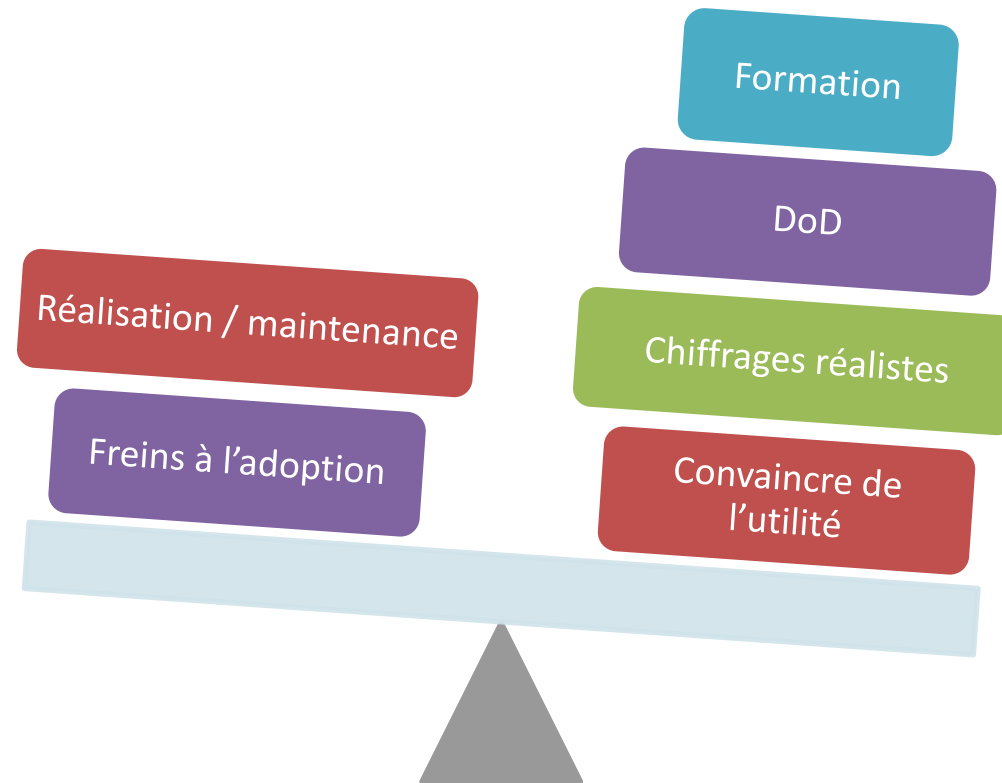 Réalisation / maintenance
Freins à l’adoption
Formation
DoD
Chiffrages réalistes
Convaincre de
l’utilité